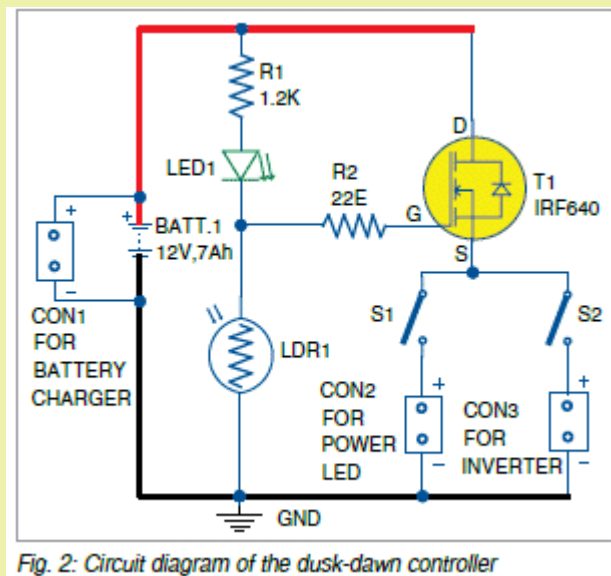 R1
1.2K
LED1
D
R2
22E
T1
IRF640
G
S
+
+
BATT.1
12V,7Ah
−
CON1
FOR
BATTERY
CHARGER
S1
S2
LDR1
+
+
CON2
FOR
POWER
LED
CON3
FOR
INVERTER
−
−
GND
Fig. 2: Circuit diagram of the dusk-dawn controller